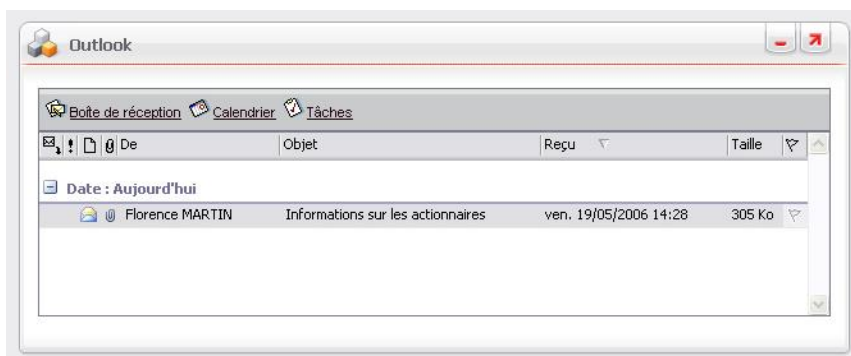 Outlook
Boîte de réception Calendrier Tâches
De Objet Reçu Taille
Date : Aujourd'hui
Florence MARTIN Informations sur les actionnaires ven. 19/05/2006 14:28 305 Ko